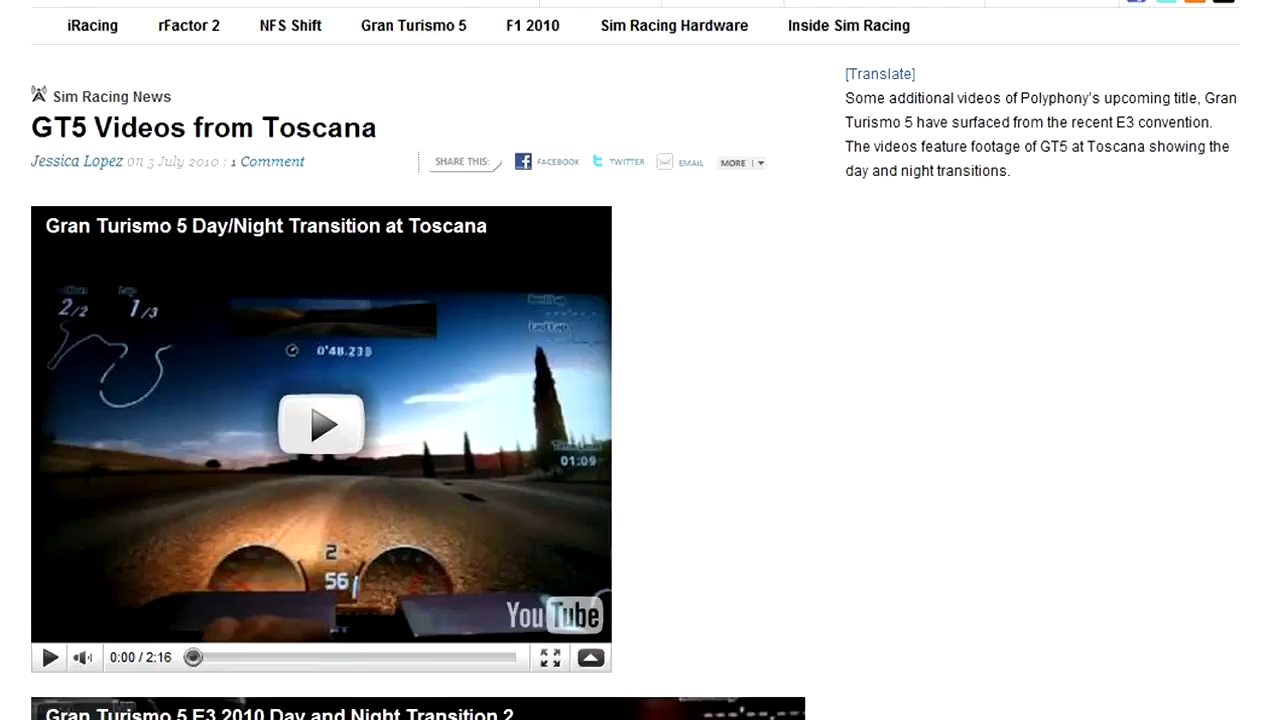 iRacing rFactor 2 NFS Shift Gran Turismo 5 F1 2010 Sim Racing Hardware Inside Sim Racing
Sim Racing News
GT5 Videos from Toscana
Jessica Lopez on 3 July 2010 : 1 Comment
SHARE THIS: FACEBOOK TWITTER EMAIL MORE
[Translate]
Some additional videos of Polyphony's upcoming title, Gran
Turismo 5 have surfaced from the recent E3 convention.
The videos feature footage of GT5 at Toscana showing the
day and night transitions.
Gran Turismo 5 Day/Night Transition at Toscana
2/2 Lap 1/3
0'48.239
01:09
2
56
YouTube
0:00 / 2:16
Gran Turismo 5 E3 2010 Day and Night Transition 2